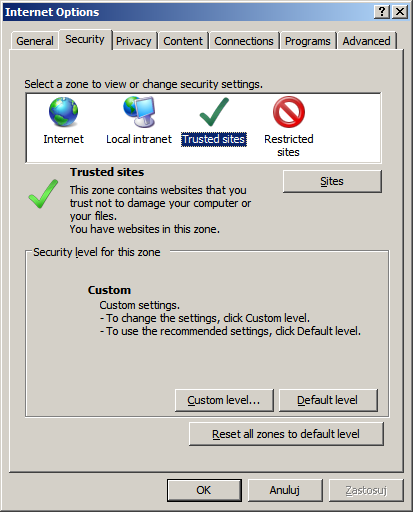 Internet Options
General Security Privacy Content Connections Programs Advanced
Select a zone to view or change security settings.
Internet Local intranet Trusted sites Restricted
sites
Trusted sites
Sites
This zone contains websites that you
trust not to damage your computer or
your files.
You have websites in this zone.
Security level for this zone
Custom
Custom settings.
- To change the settings, click Custom level.
- To use the recommended settings, click Default level.
Custom level... Default level
Reset all zones to default level
OK Anuluj Zastosuj